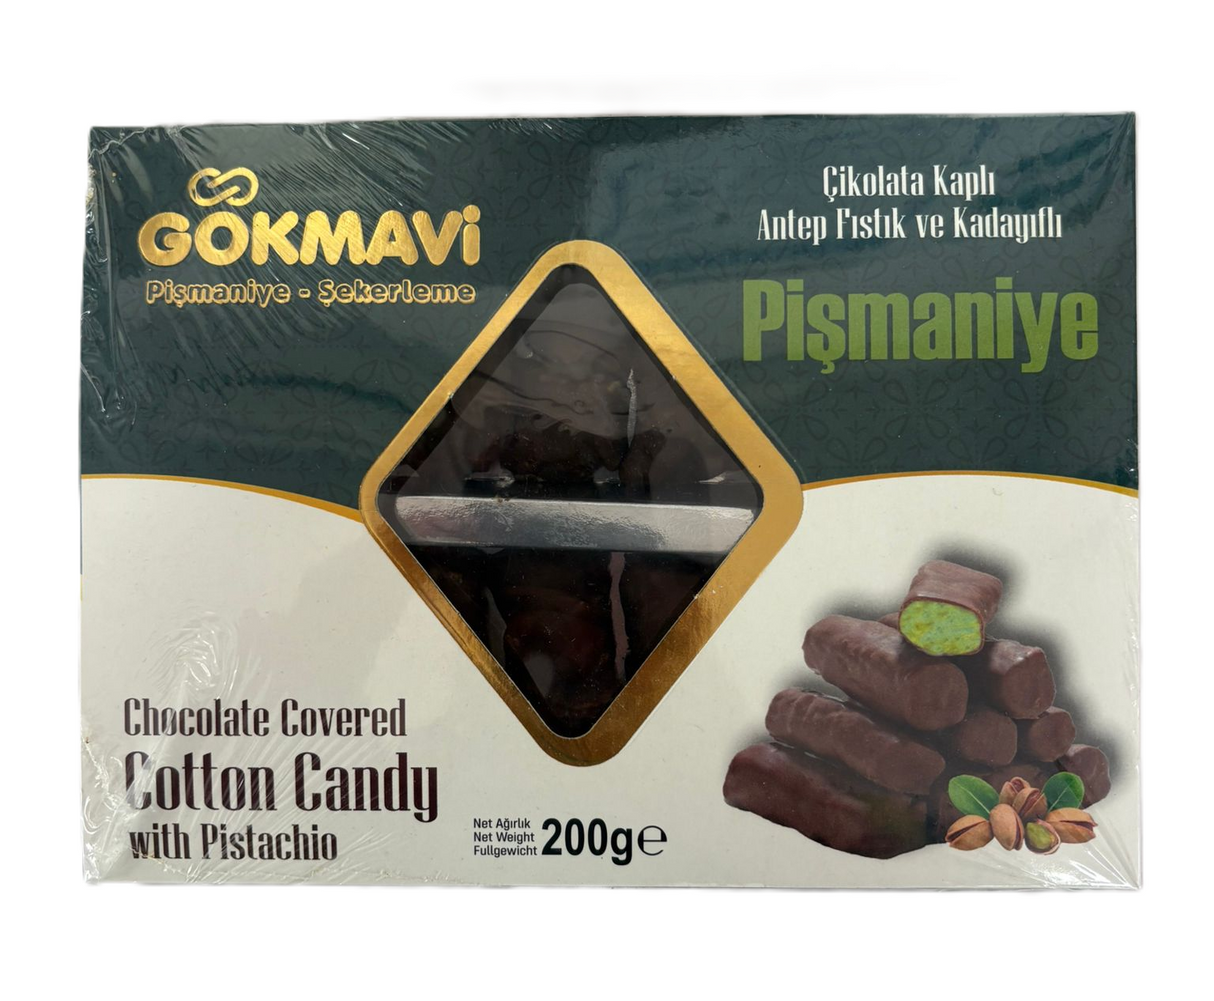 GÖKMAVi
Pişmaniye - Şekerleme
Çikolata Kaplı
Antep Fıstık ve Kadayıflı
Pişmaniye
Chocolate Covered
Cotton Candy
with Pistachio
Net Ağırlık
Net Weight
Fullgewicht
200g℮